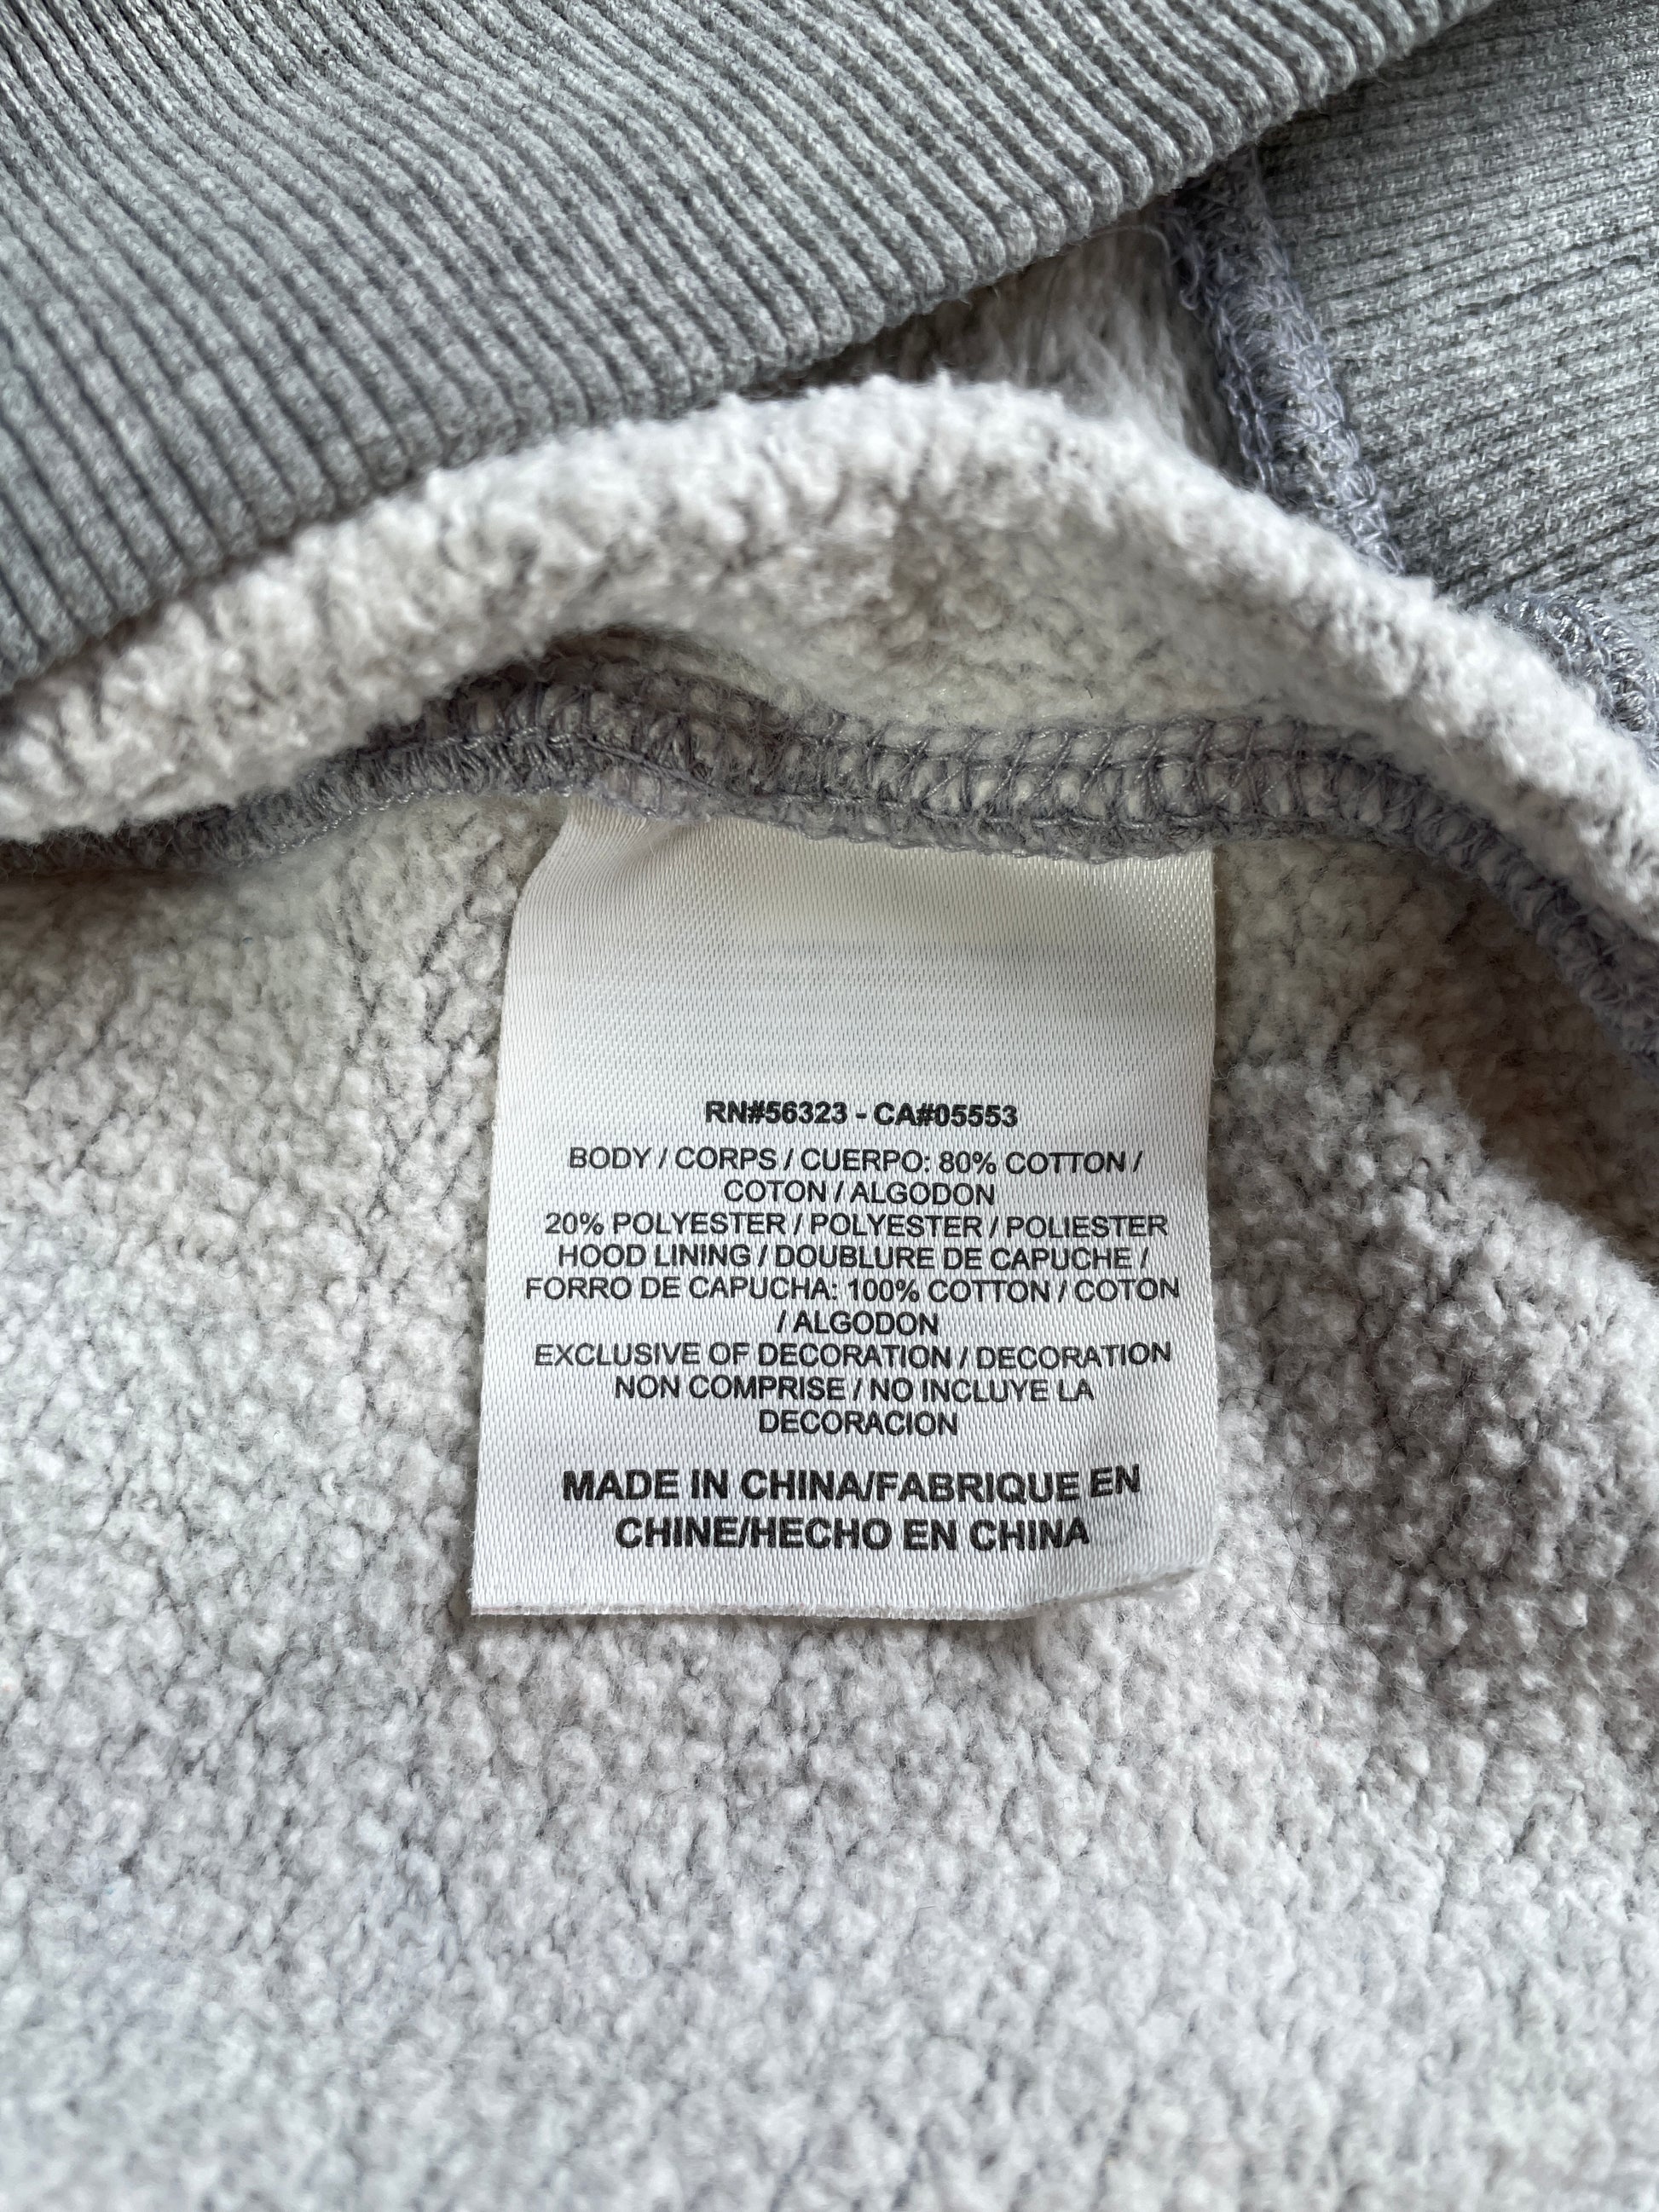 RN#56323 - CA#05553
BODY / CORPS / CUERPO: 80% COTTON /
COTON / ALGODON
20% POLYESTER / POLYESTER / POLIESTER
HOOD LINING / DOUBLURE DE CAPUCHE /
FORRO DE CAPUCHA: 100% COTTON / COTON
/ ALGODON
EXCLUSIVE OF DECORATION / DECORATION
NON COMPRISE / NO INCLUYE LA
DECORACION
MADE IN CHINA/FABRIQUE EN
CHINE/HECHO EN CHINA